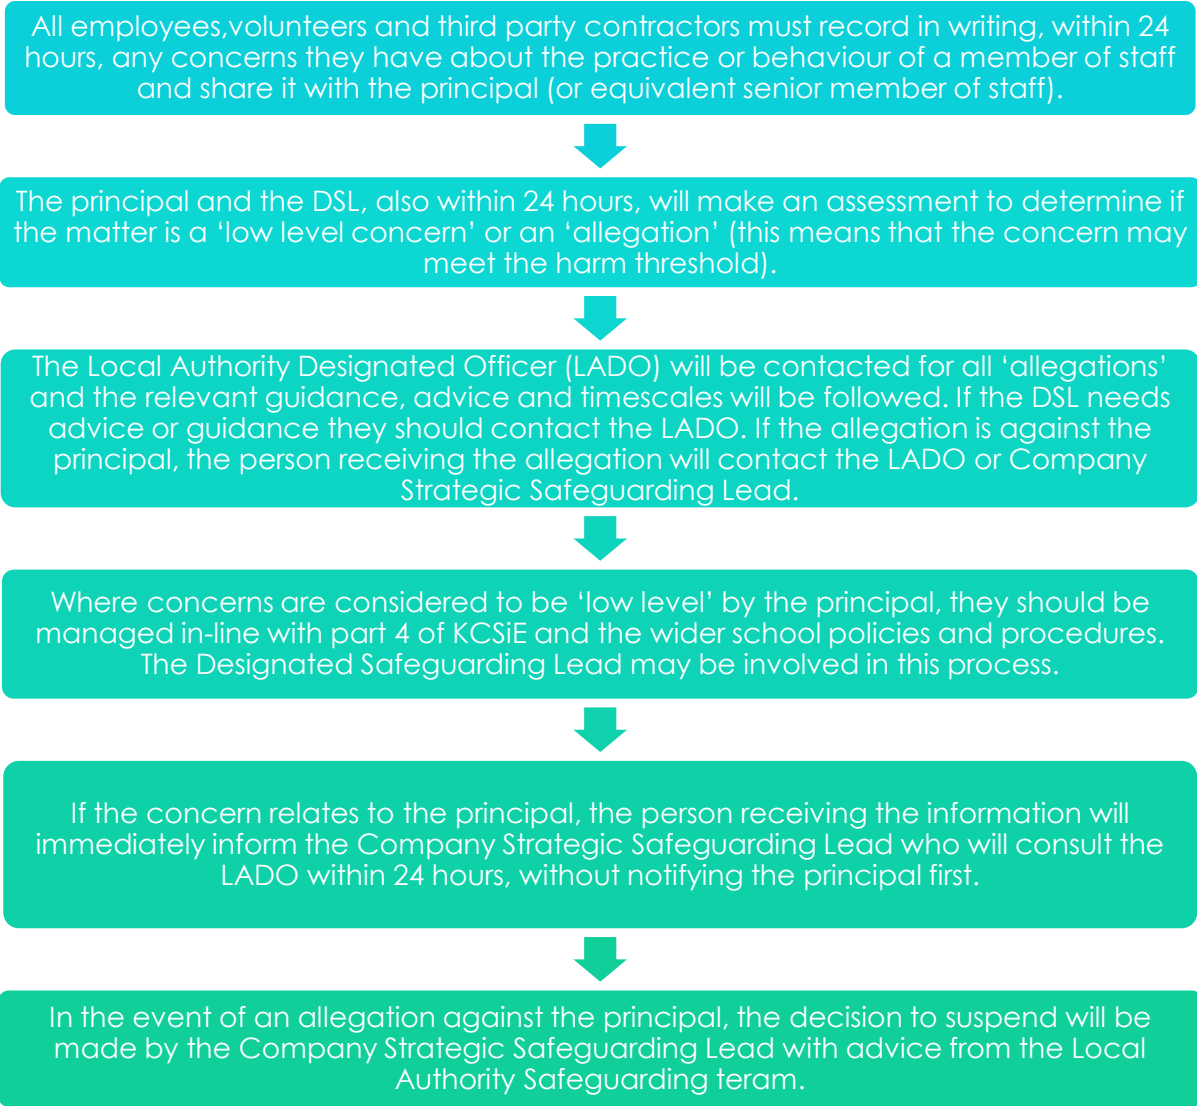 All employees,volunteers and third party contractors must record in writing, within 24
hours, any concerns they have about the practice or behaviour of a member of staff
and share it with the principal (or equivalent senior member of staff).
The principal and the DSL, also within 24 hours, will make an assessment to determine if
the matter is a ‘low level concern’ or an ‘allegation’ (this means that the concern may
meet the harm threshold).
The Local Authority Designated Officer (LADO) will be contacted for all ‘allegations’
and the relevant guidance, advice and timescales will be followed. If the DSL needs
advice or guidance they should contact the LADO. If the allegation is against the
principal, the person receiving the allegation will contact the LADO or Company
Strategic Safeguarding Lead.
Where concerns are considered to be ‘low level’ by the principal, they should be
managed in-line with part 4 of KCSiE and the wider school policies and procedures.
The Designated Safeguarding Lead may be involved in this process.
If the concern relates to the principal, the person receiving the information will
immediately inform the Company Strategic Safeguarding Lead who will consult the
LADO within 24 hours, without notifying the principal first.
In the event of an allegation against the principal, the decision to suspend will be
made by the Company Strategic Safeguarding Lead with advice from the Local
Authority Safeguarding teram.